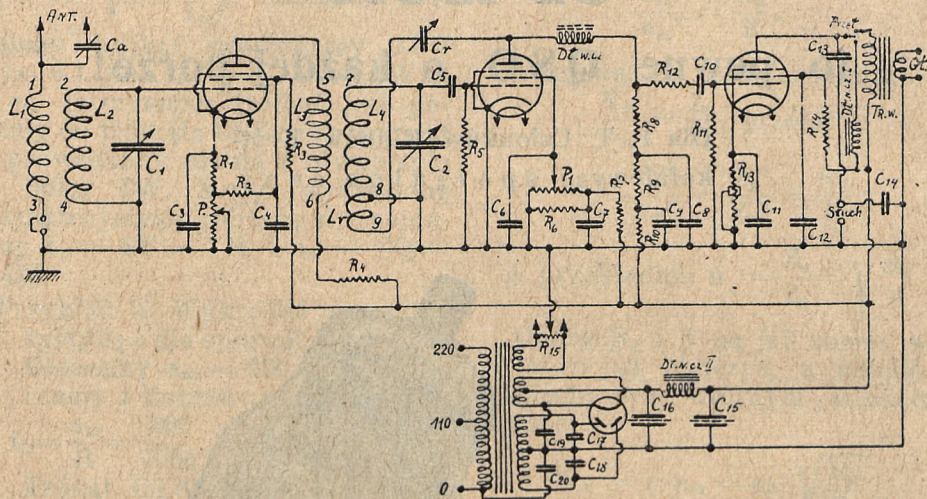 ANT.
Ca
1
2
L1
L2
3
4
C1
R1
R2
P.
C3
C4
R3
5
L3
6
7
L4
8
Lr
9
R4
Cr
C2
C5
R5
C6
P1
R6
C7
R7
Dł.w.cz
R12
C10
R8
R9
R10
C9
C8
R11
R13
C11
C12
C13
Dł.n.cz.I
R14
TR.w.
Gł.
Słuch
C14
220
110
0
R15
C19
C17
C18
C20
Dł.n.cz II
C16
C15